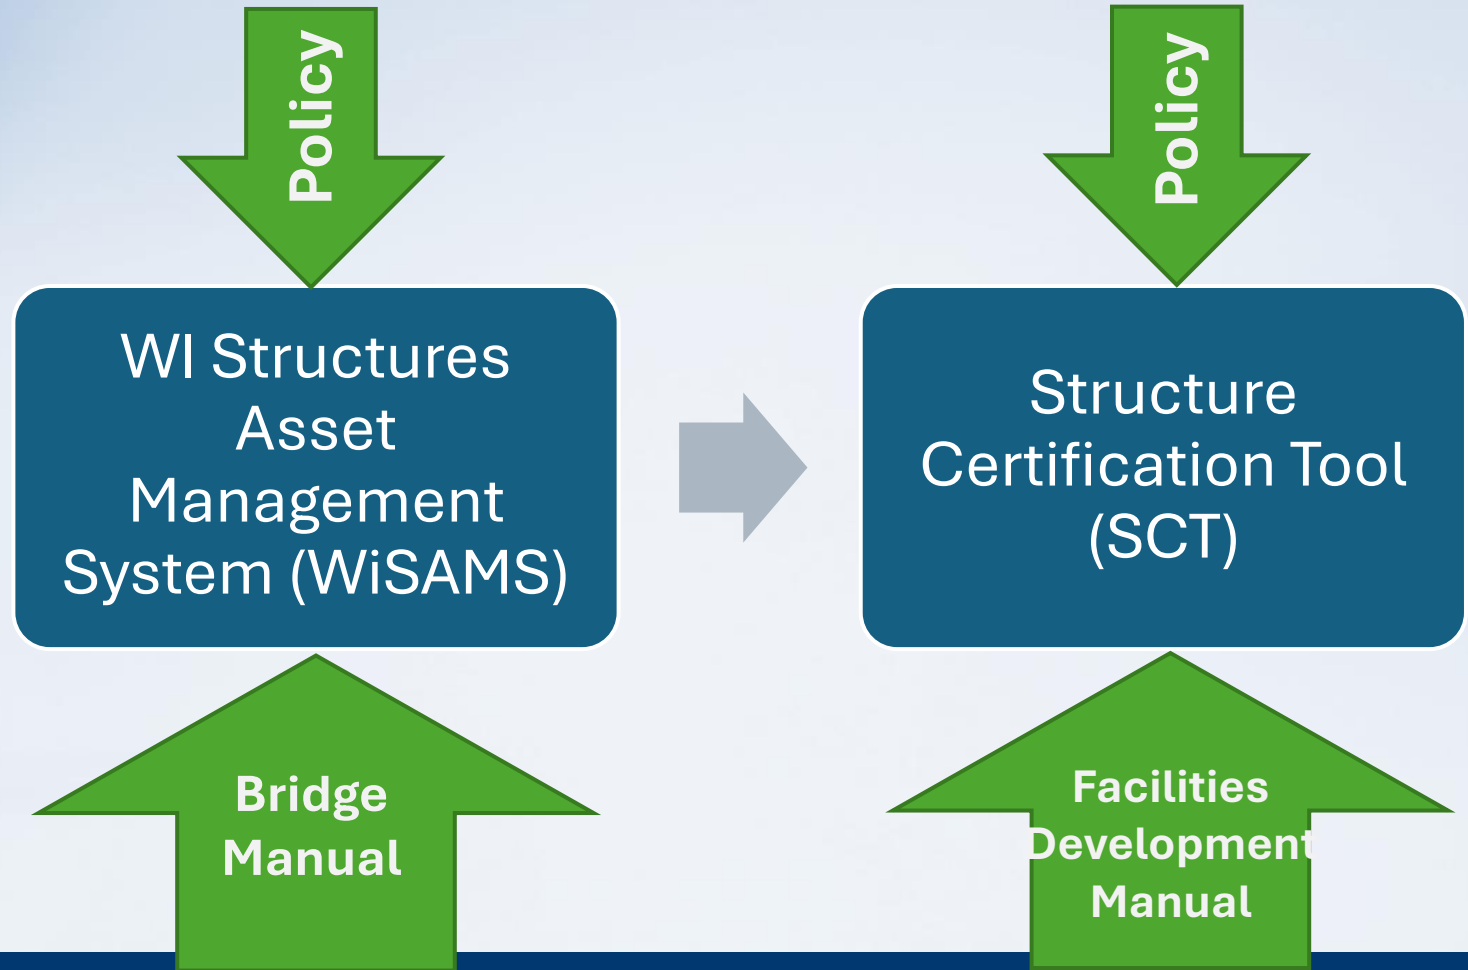 Policy
Policy
WI Structures
Asset
Management
System (WiSAMS)
Structure
Certification Tool
(SCT)
Bridge
Manual
Facilities
Development
Manual